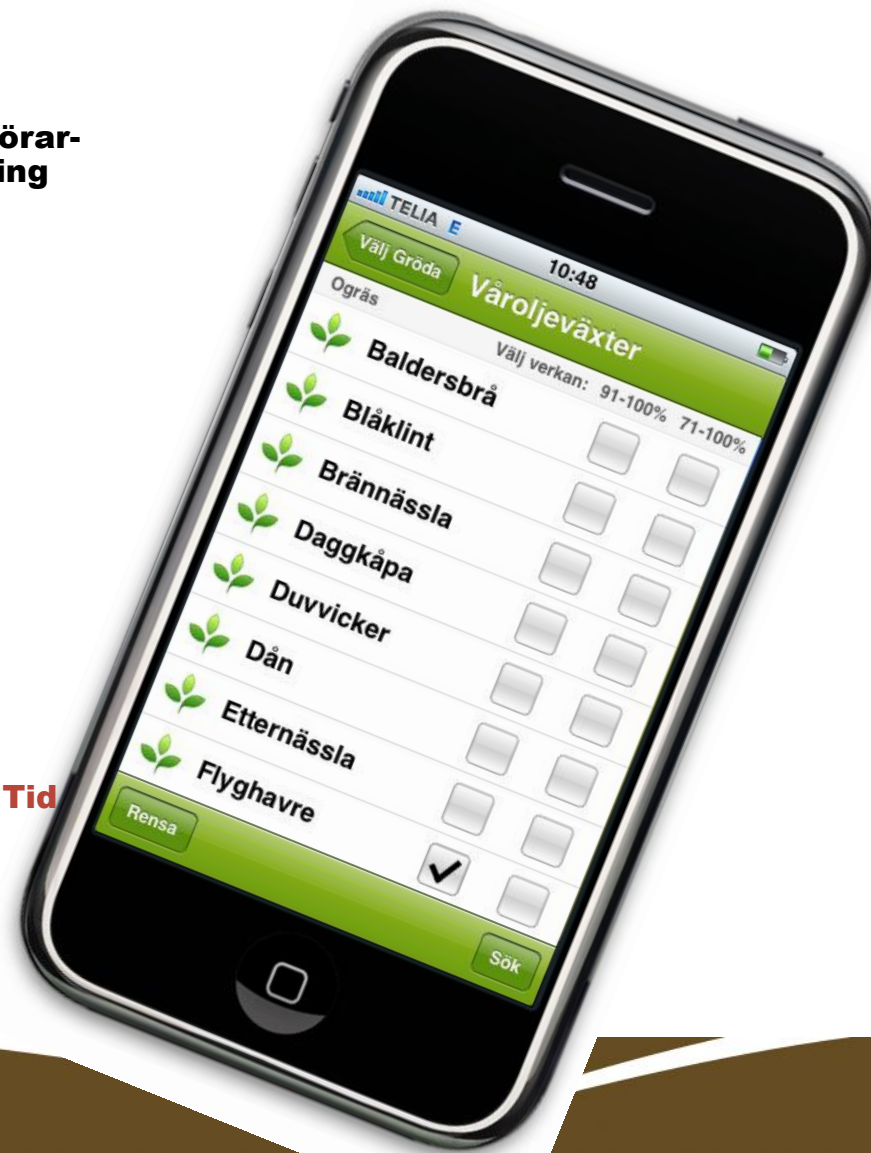 örar-
ing
TELIA E 10:48
Välj Gröda Våroljeväxter
Ogräs Välj verkan: 91-100% 71-100%
Baldersbrå
Blåklint
Brännässla
Daggkåpa
Duvvicker
Dån
Etternässla
Flyghavre
Tid
Rensa Sök